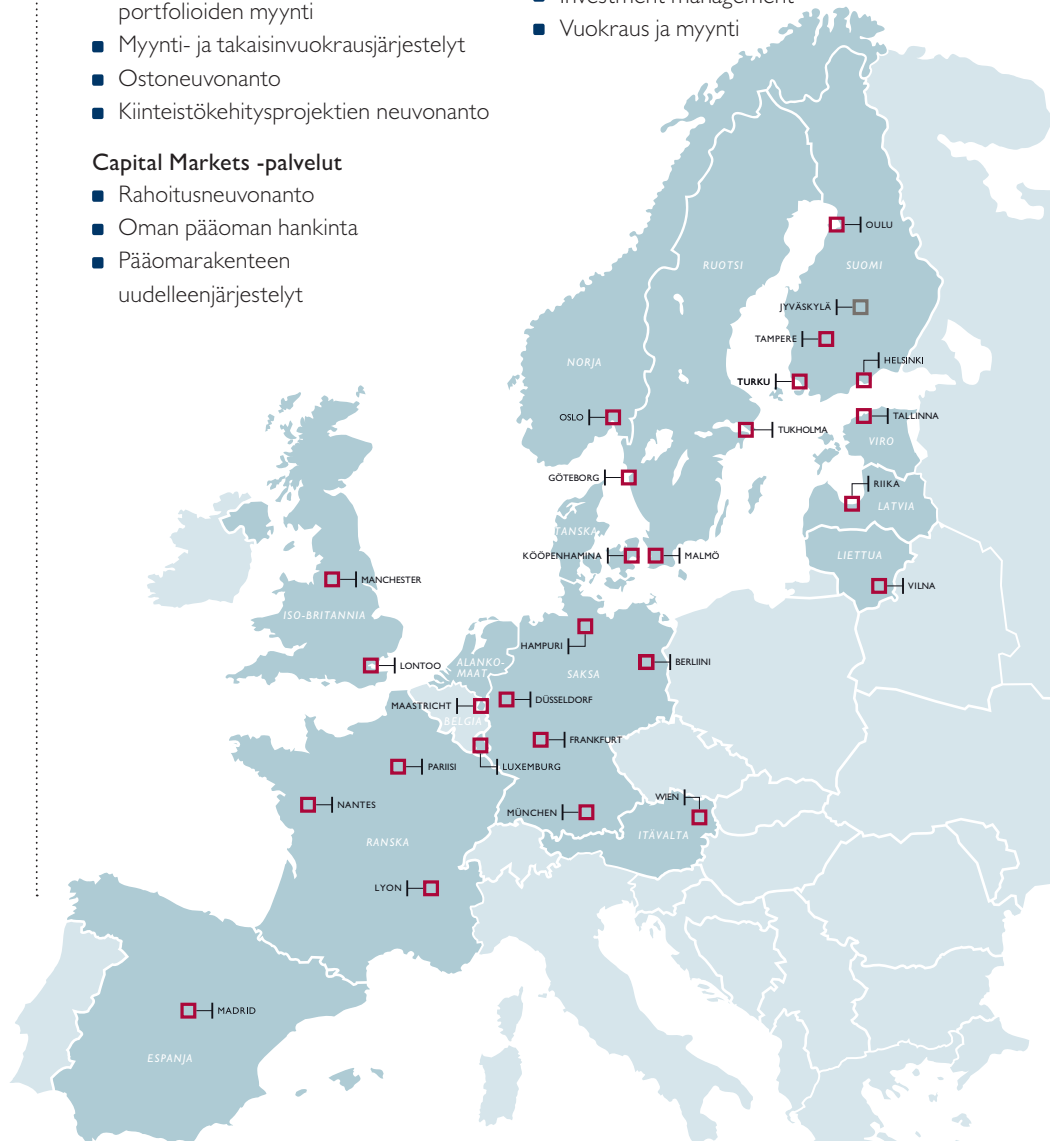 portfolioiden myynti
Myynti- ja takaisinvuokrausjärjestelyt
Ostoneuvonanto
Kiinteistökehitysprojektien neuvonanto
Capital Markets -palvelut
Rahoitusneuvonanto
Oman pääoman hankinta
Pääomarakenteen
uudelleenjärjestelyt
Investment management
Vuokraus ja myynti
OULU
RUOTSI
SUOMI
JYVÄSKYLÄ
TAMPERE
HELSINKI
NORJA
TURKU
OSLO
TALLINNA
TUKHOLMA
VIRO
GÖTEBORG
RIIKA
LATVIA
TANSKA
KÖÖPENHAMINA
MALMÖ
LIETTUA
MANCHESTER
VILNA
ISO-BRITANNIA
HAMPURI
LONTOO
ALANKO-
MAAT
SAKSA
BERLIINI
MAASTRICHT
DÜSSELDORF
BELGIA
FRANKFURT
PARIISI
LUXEMBURG
WIEN
NANTES
MÜNCHEN
ITÄVALTA
RANSKA
LYON
MADRID
ESPANJA